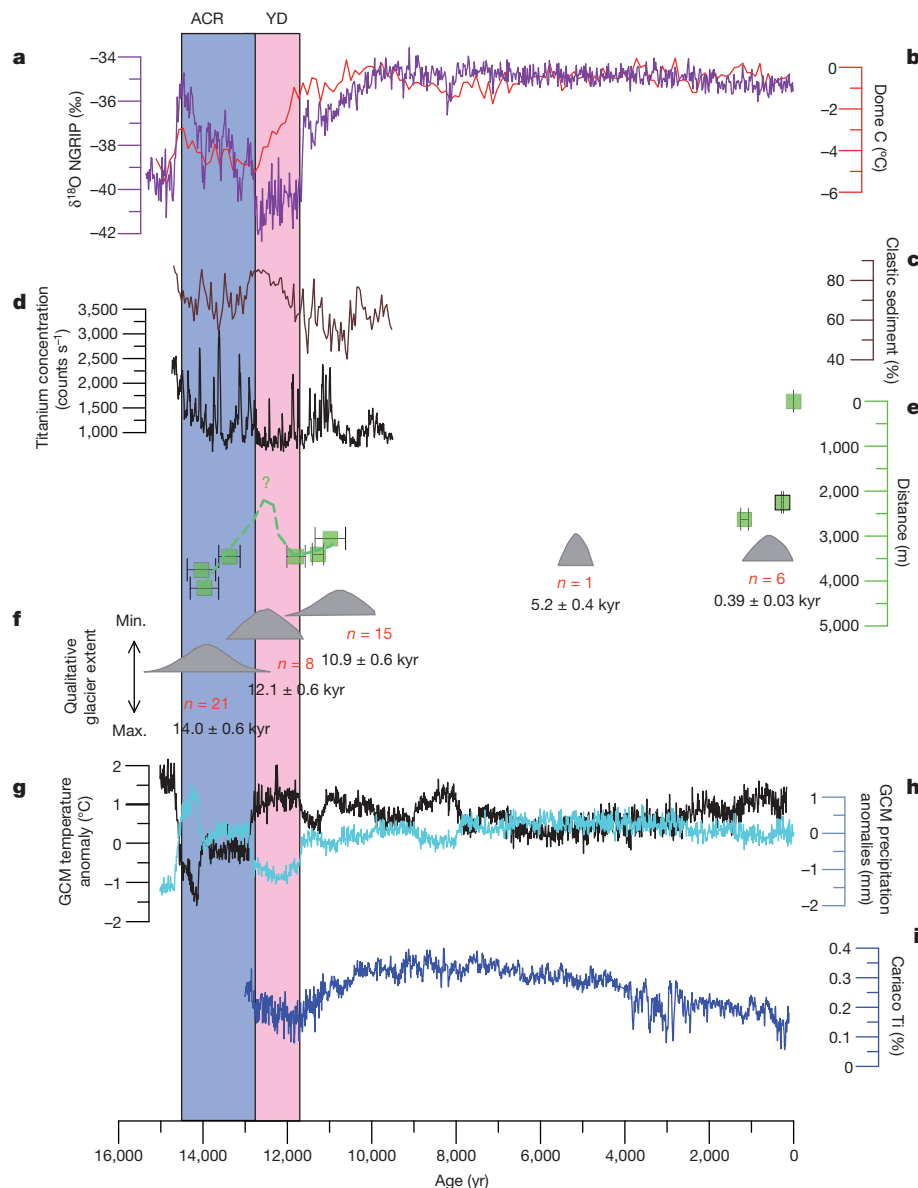 ACR YD
a
b
−34
−36
−38
−40
−42
δ18O NGRIP (‰)
0
−2
−4
−6
Dome C (°C)
c
80
60
40
Clastic sediment (%)
d
3,500
3,000
2,500
2,000
1,500
1,000
Titanium concentration
(counts s−1)
e
0
1,000
2,000
3,000
4,000
5,000
Distance (m)
?
n = 1
5.2 ± 0.4 kyr
n = 6
0.39 ± 0.03 kyr
f
Min.
Qualitative
glacier extent
Max.
n = 15
10.9 ± 0.6 kyr
n = 8
12.1 ± 0.6 kyr
n = 21
14.0 ± 0.6 kyr
g
2
1
0
−1
−2
GCM temperature
anomaly (°C)
h
1
0
−1
−2
GCM precipitation
anomalies (mm)
i
0.4
0.3
0.2
0.1
0
Cariaco Ti (%)
16,000 14,000 12,000 10,000 8,000 6,000 4,000 2,000 0
Age (yr)